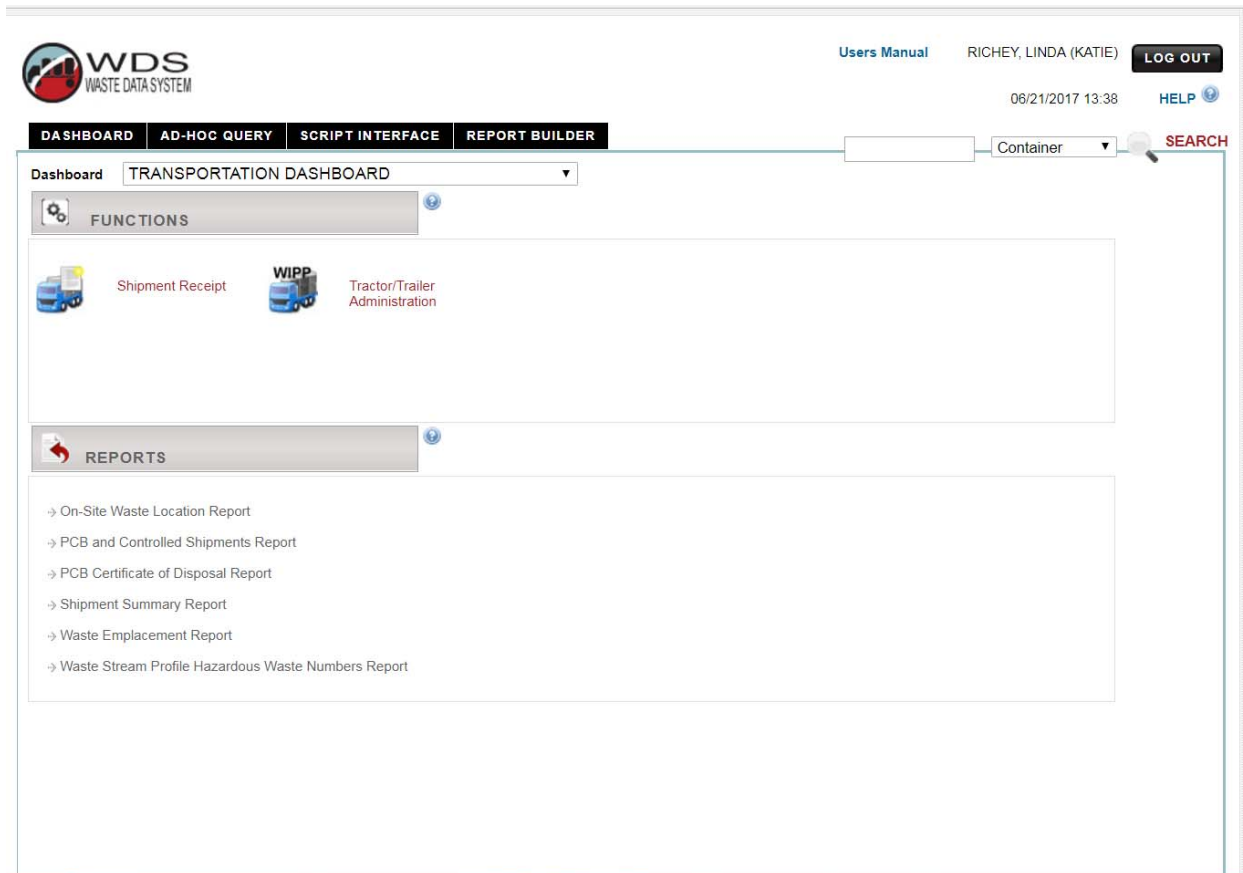 WDS
WASTE DATA SYSTEM
Users Manual RICHEY, LINDA (KATIE) LOG OUT
06/21/2017 13:38 HELP
DASHBOARD AD-HOC QUERY SCRIPT INTERFACE REPORT BUILDER
Container SEARCH
Dashboard TRANSPORTATION DASHBOARD
FUNCTIONS
Shipment Receipt
WIPP
Tractor/Trailer
Administration
REPORTS
On-Site Waste Location Report
PCB and Controlled Shipments Report
PCB Certificate of Disposal Report
Shipment Summary Report
Waste Emplacement Report
Waste Stream Profile Hazardous Waste Numbers Report